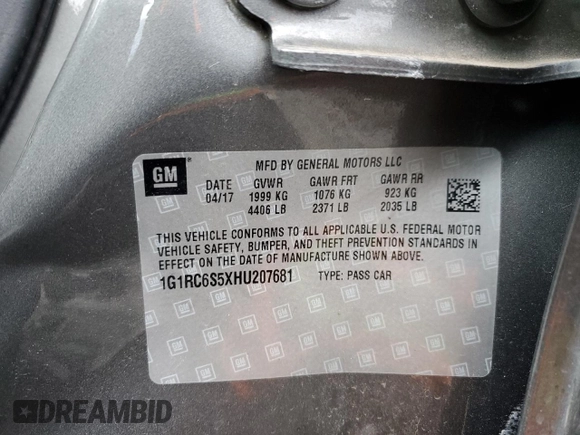 GM
MFD BY GENERAL MOTORS LLC
DATE GVWR GAWR FRT GAWR RR
04/17 1999 KG 1076 KG 923 KG
4406 LB 2371 LB 2035 LB
THIS VEHICLE CONFORMS TO ALL APPLICABLE U.S. FEDERAL MOTOR
VEHICLE SAFETY, BUMPER, AND THEFT PREVENTION STANDARDS IN
EFFECT ON THE DATE OF MANUFACTURE SHOWN ABOVE.
1G1RC6S5XHU207681 TYPE: PASS CAR
DREAMBID